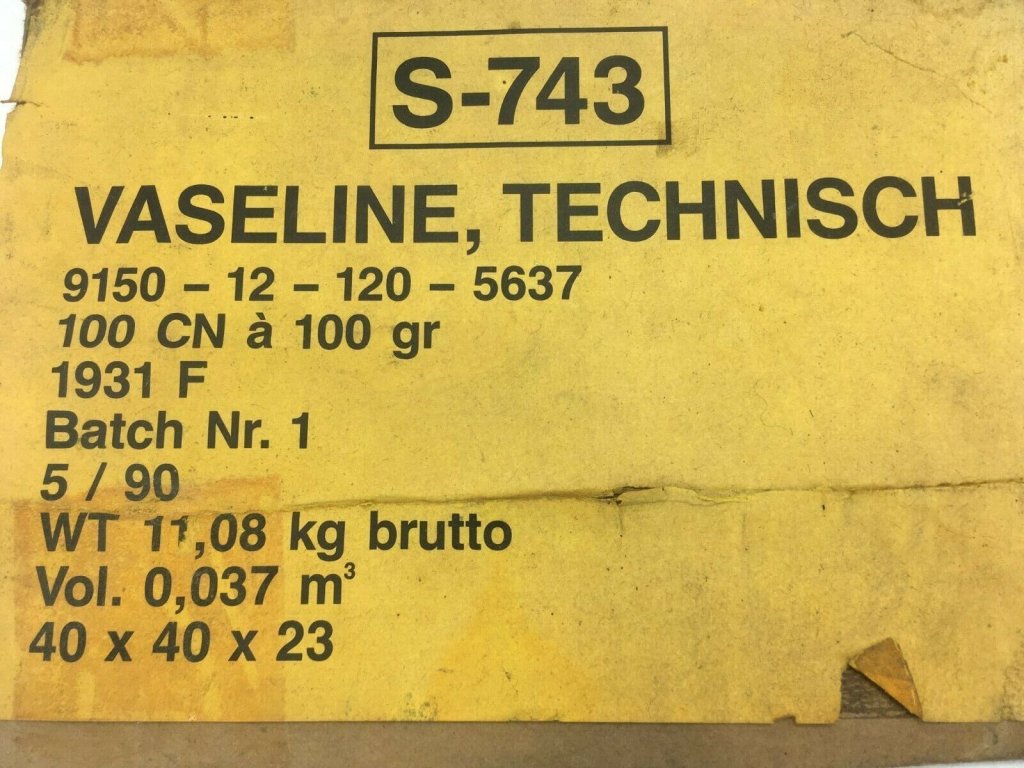 S-743
VASELINE, TECHNISCH
9150 – 12 – 120 – 5637
100 CN à 100 gr
1931 F
Batch Nr. 1
5 / 90
WT 11,08 kg brutto
Vol. 0,037 m³
40 x 40 x 23